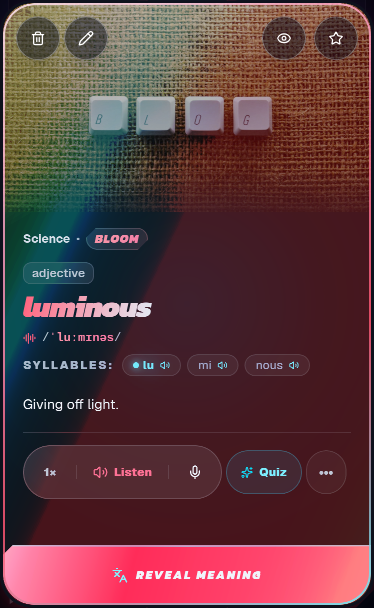 B L O G
Science • BLOOM
adjective
luminous
/ˈluːmɪnəs/
SYLLABLES: lu mi nous
Giving off light.
1× Listen Quiz •••
REVEAL MEANING